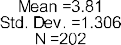 Mean =3.81
Std. Dev. =1.306
N =202